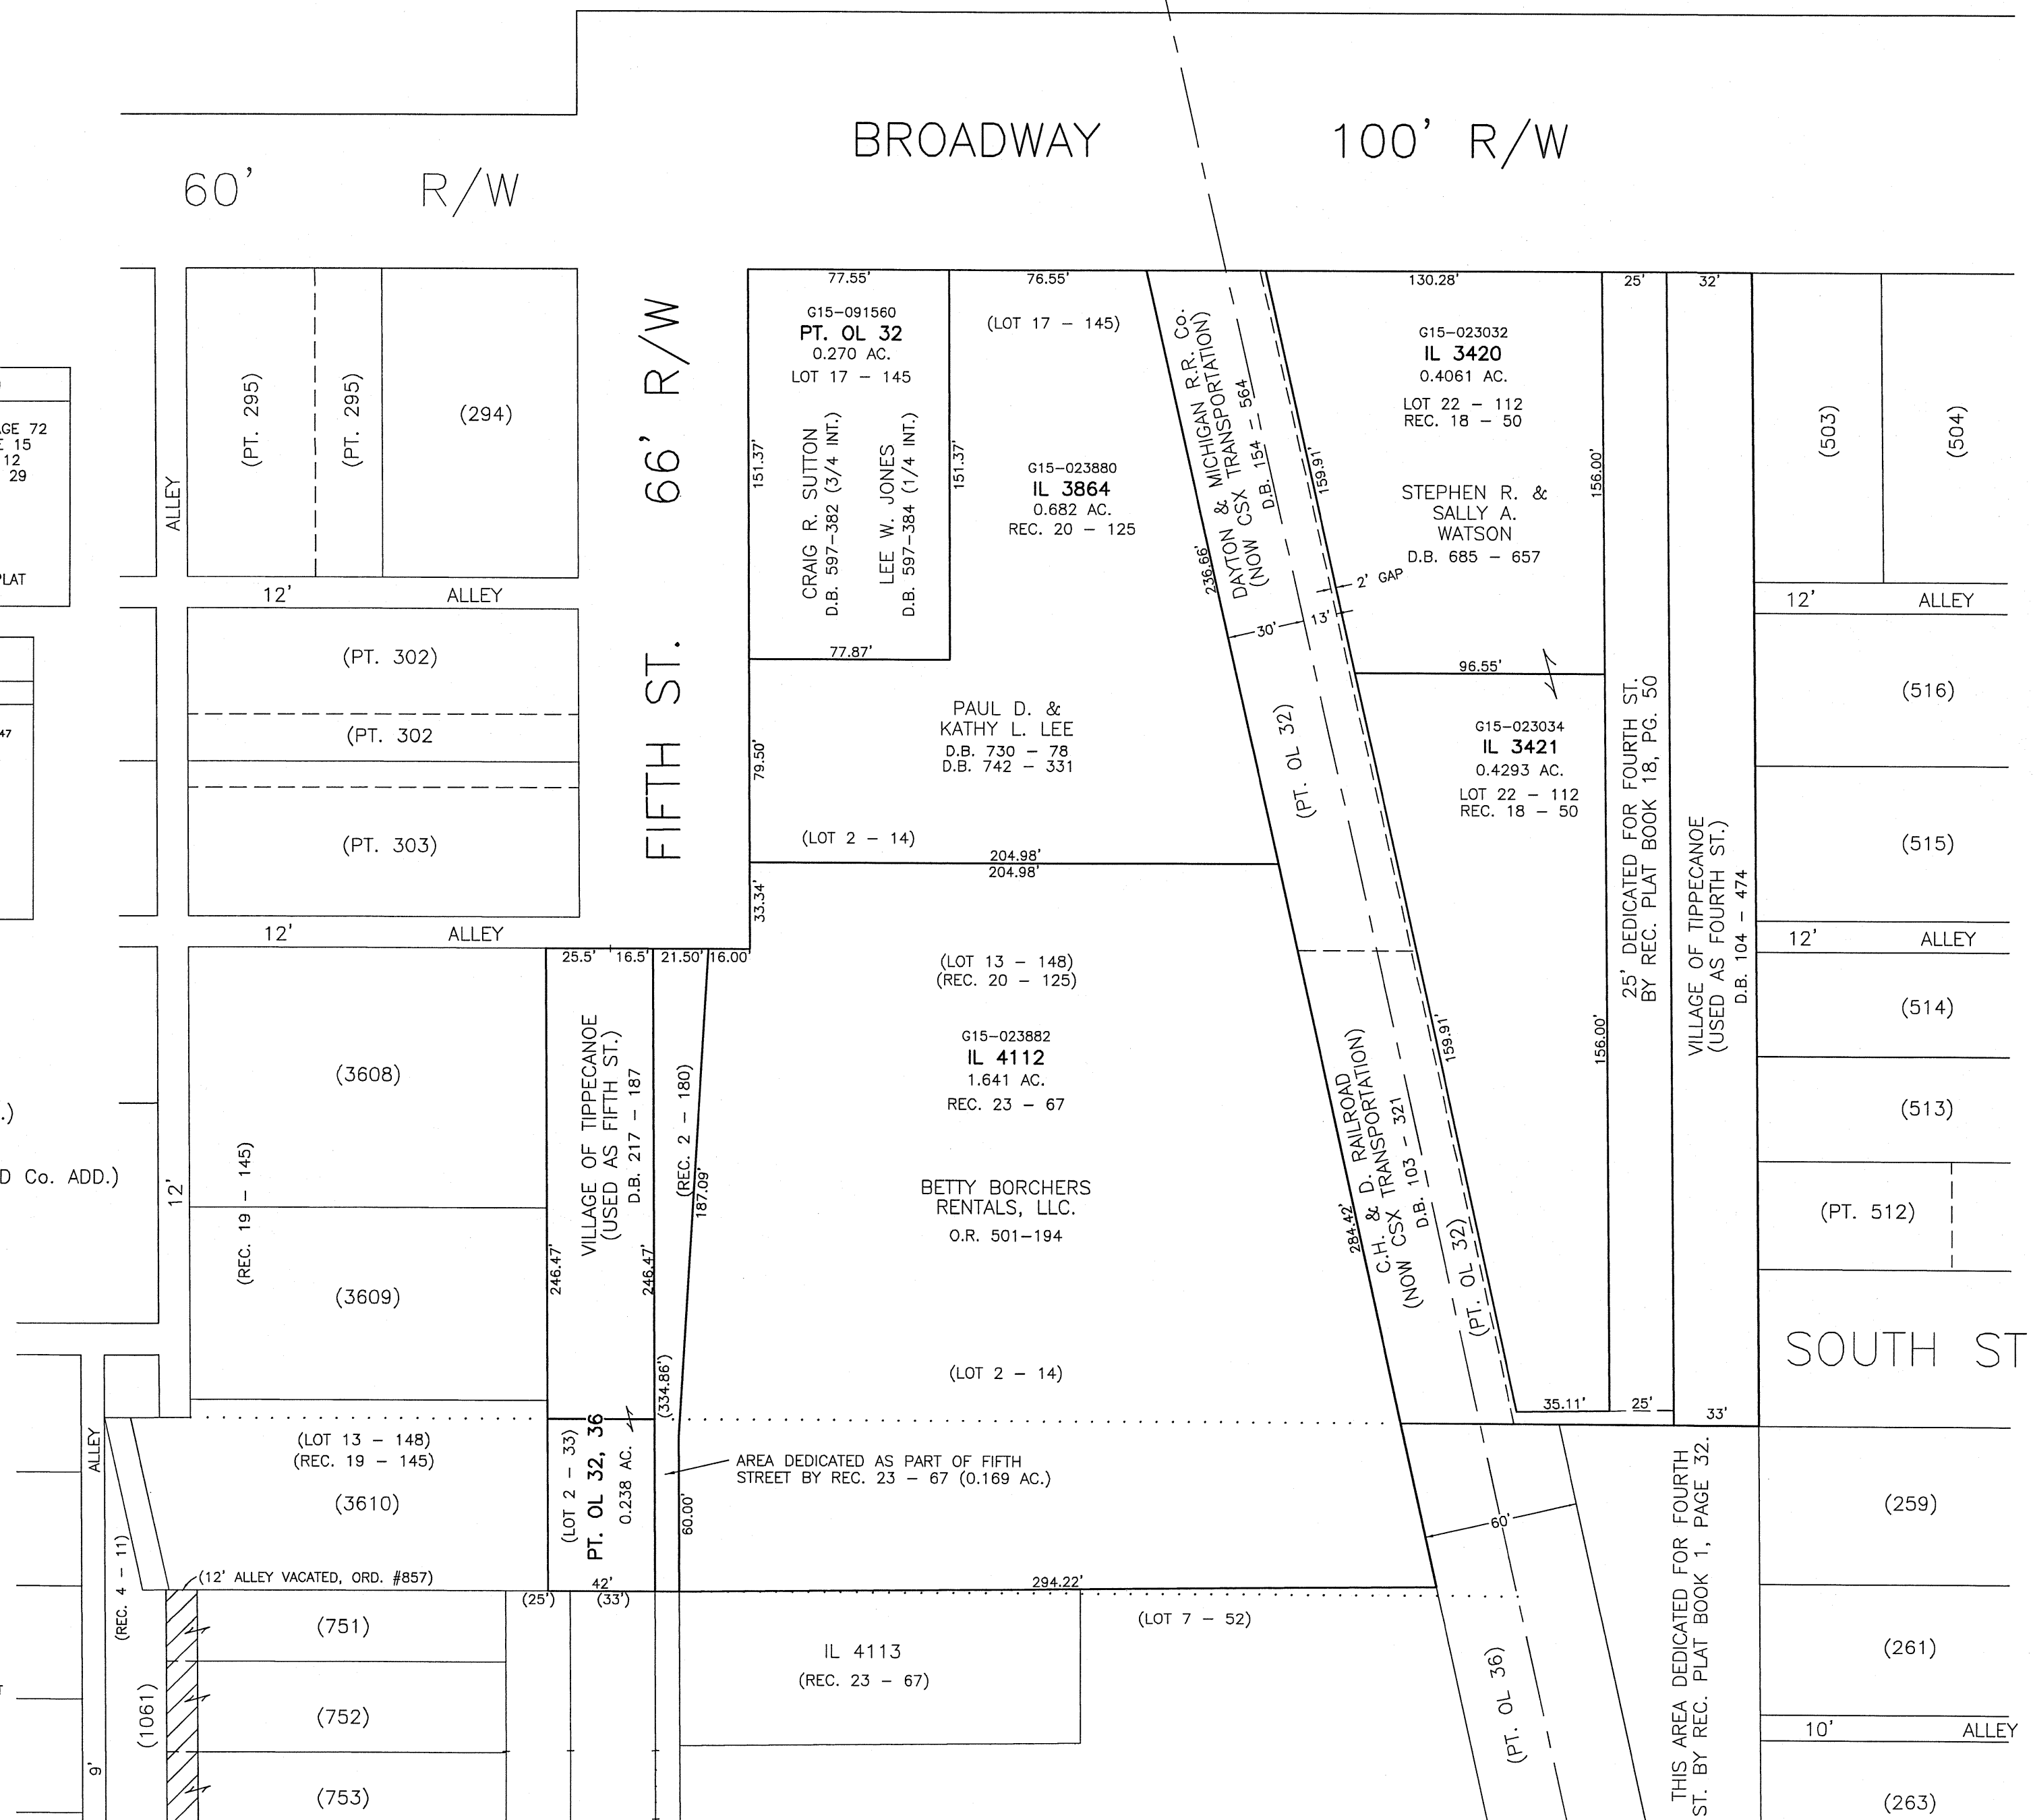 BROADWAY 100' R/W
60' R/W
77.55'
76.55'
130.28'
25'
32'
AGE 72
E 15
12
29
PLAT
47
.)
D Co. ADD.)
ALLEY
(PT. 295)
(PT. 295)
(294)
12' ALLEY
(PT. 302)
(PT. 302
(PT. 303)
12' ALLEY
FIFTH ST. 66' R/W
G15-091560
PT. OL 32
0.270 AC.
LOT 17 - 145
CRAIG R. SUTTON
D.B. 597-382 (3/4 INT.)
LEE W. JONES
D.B. 597-384 (1/4 INT.)
151.37'
151.37'
77.87'
(LOT 17 - 145)
G15-023880
IL 3864
0.682 AC.
REC. 20 - 125
PAUL D. &
KATHY L. LEE
D.B. 730 - 78
D.B. 742 - 331
79.50'
(LOT 2 - 14)
204.98'
204.98'
33.34'
236.66'
DAYTON & MICHIGAN R.R. Co.
(NOW CSX TRANSPORTATION)
D.B. 154 - 564
159.91'
2' GAP
30'
13'
(PT. OL 32)
G15-023032
IL 3420
0.4061 AC.
LOT 22 - 112
REC. 18 - 50
STEPHEN R. &
SALLY A.
WATSON
D.B. 685 - 657
156.00'
96.55'
G15-023034
IL 3421
0.4293 AC.
LOT 22 - 112
REC. 18 - 50
159.91'
156.00'
35.11'
25'
33'
25' DEDICATED FOR FOURTH ST.
BY REC. PLAT BOOK 18, PG. 50
VILLAGE OF TIPPECANOE
(USED AS FOURTH ST.)
D.B. 104 - 474
(503)
(504)
12' ALLEY
(516)
(515)
12' ALLEY
(514)
(513)
(PT. 512)
SOUTH ST
(259)
(261)
10' ALLEY
(263)
25.5'
16.5'
21.50'
16.00'
(3608)
12'
(REC. 19 - 145)
(3609)
246.47'
VILLAGE OF TIPPECANOE
(USED AS FIFTH ST.)
D.B. 217 - 187
246.47'
(REC. 2 - 180)
187.09'
(334.86')
(LOT 13 - 148)
(REC. 20 - 125)
G15-023882
IL 4112
1.641 AC.
REC. 23 - 67
BETTY BORCHERS
RENTALS, LLC.
O.R. 501-194
(LOT 2 - 14)
284.42'
C.H. & D. RAILROAD
(NOW CSX TRANSPORTATION)
D.B. 103 - 321
(PT. OL 32)
ALLEY
(LOT 13 - 148)
(REC. 19 - 145)
(3610)
(LOT 2 - 33)
PT. OL 32, 36
0.238 AC.
AREA DEDICATED AS PART OF FIFTH
STREET BY REC. 23 - 67 (0.169 AC.)
60.00'
60'
(REC. 4 - 11)
(12' ALLEY VACATED, ORD. #857)
42'
(25')
(33')
294.22'
(LOT 7 - 52)
(751)
(752)
(753)
(1061)
9'
IL 4113
(REC. 23 - 67)
(PT. OL 36)
THIS AREA DEDICATED FOR FOURTH
ST. BY REC. PLAT BOOK 1, PAGE 32.